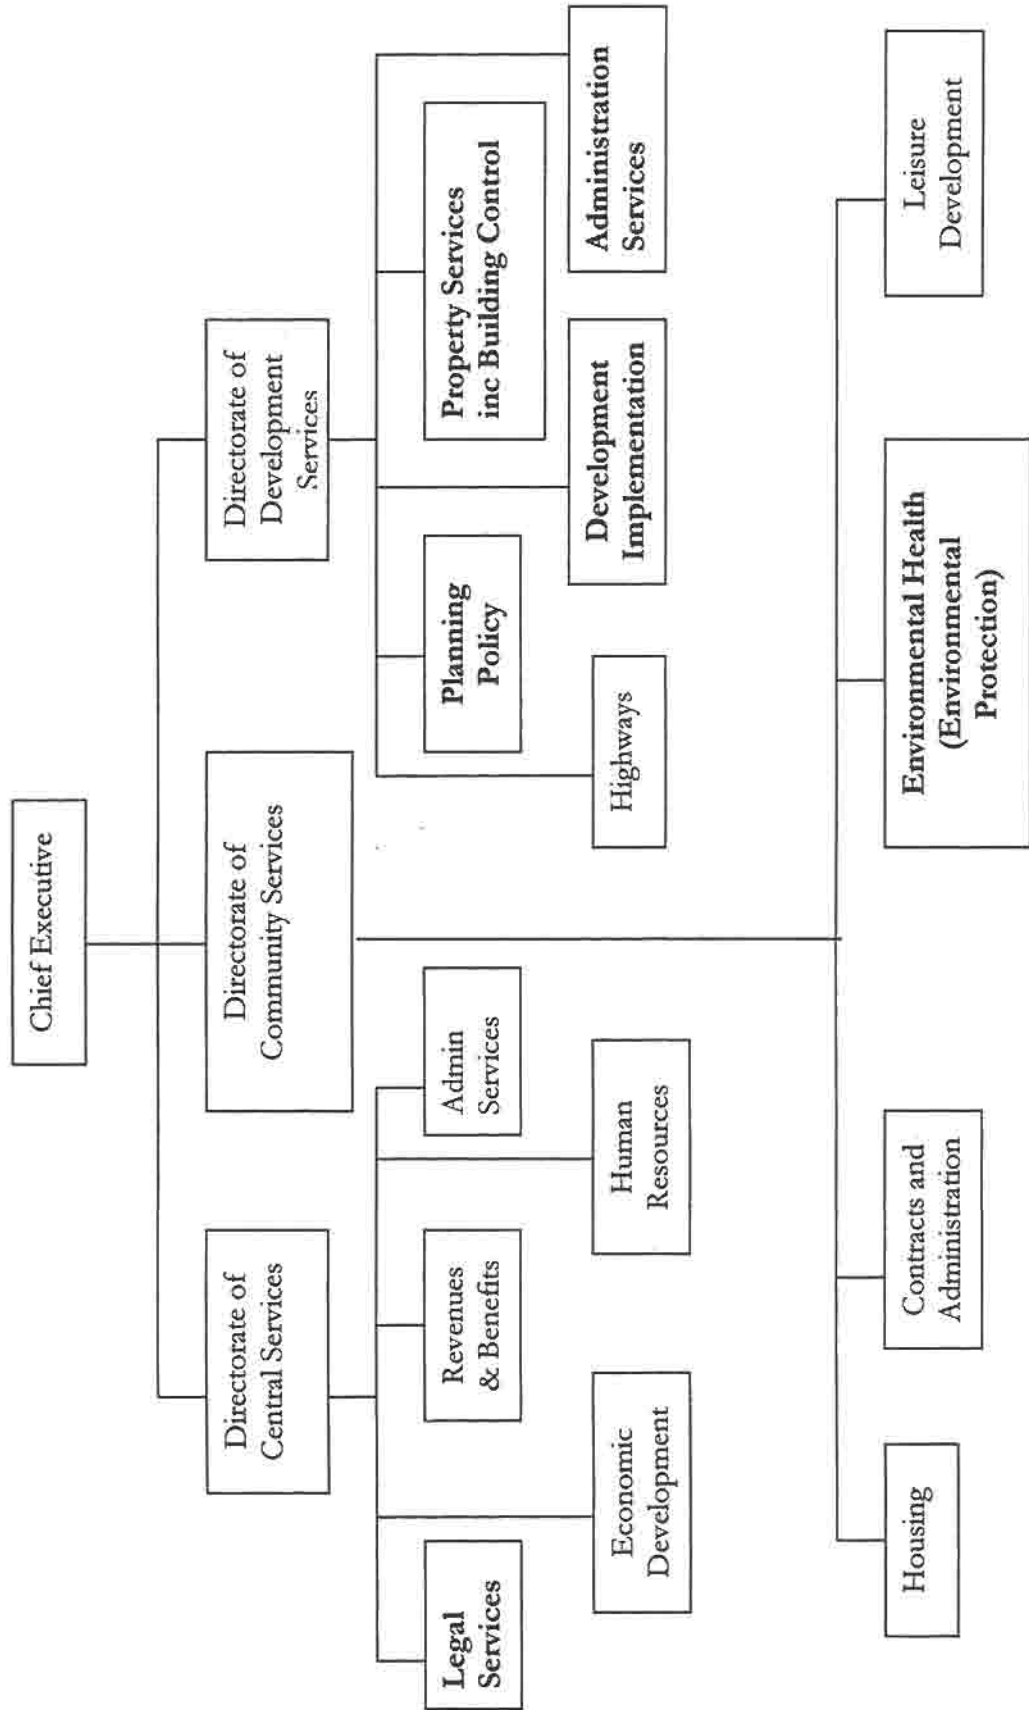 Chief Executive
Directorate of
Central Services
Directorate of
Community Services
Directorate of
Development
Services
Legal
Services
Revenues
& Benefits
Admin
Services
Economic
Development
Human
Resources
Planning
Policy
Property Services
inc Building Control
Highways
Development
Implementation
Administration
Services
Housing
Contracts and
Administration
Environmental Health
(Environmental
Protection)
Leisure
Development